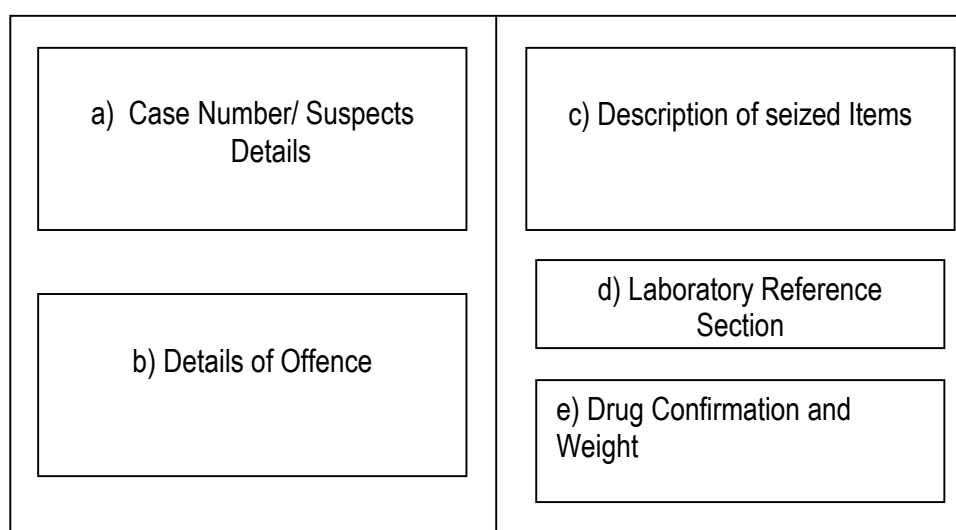 a) Case Number/ Suspects
Details
b) Details of Offence
c) Description of seized Items
d) Laboratory Reference
Section
e) Drug Confirmation and
Weight